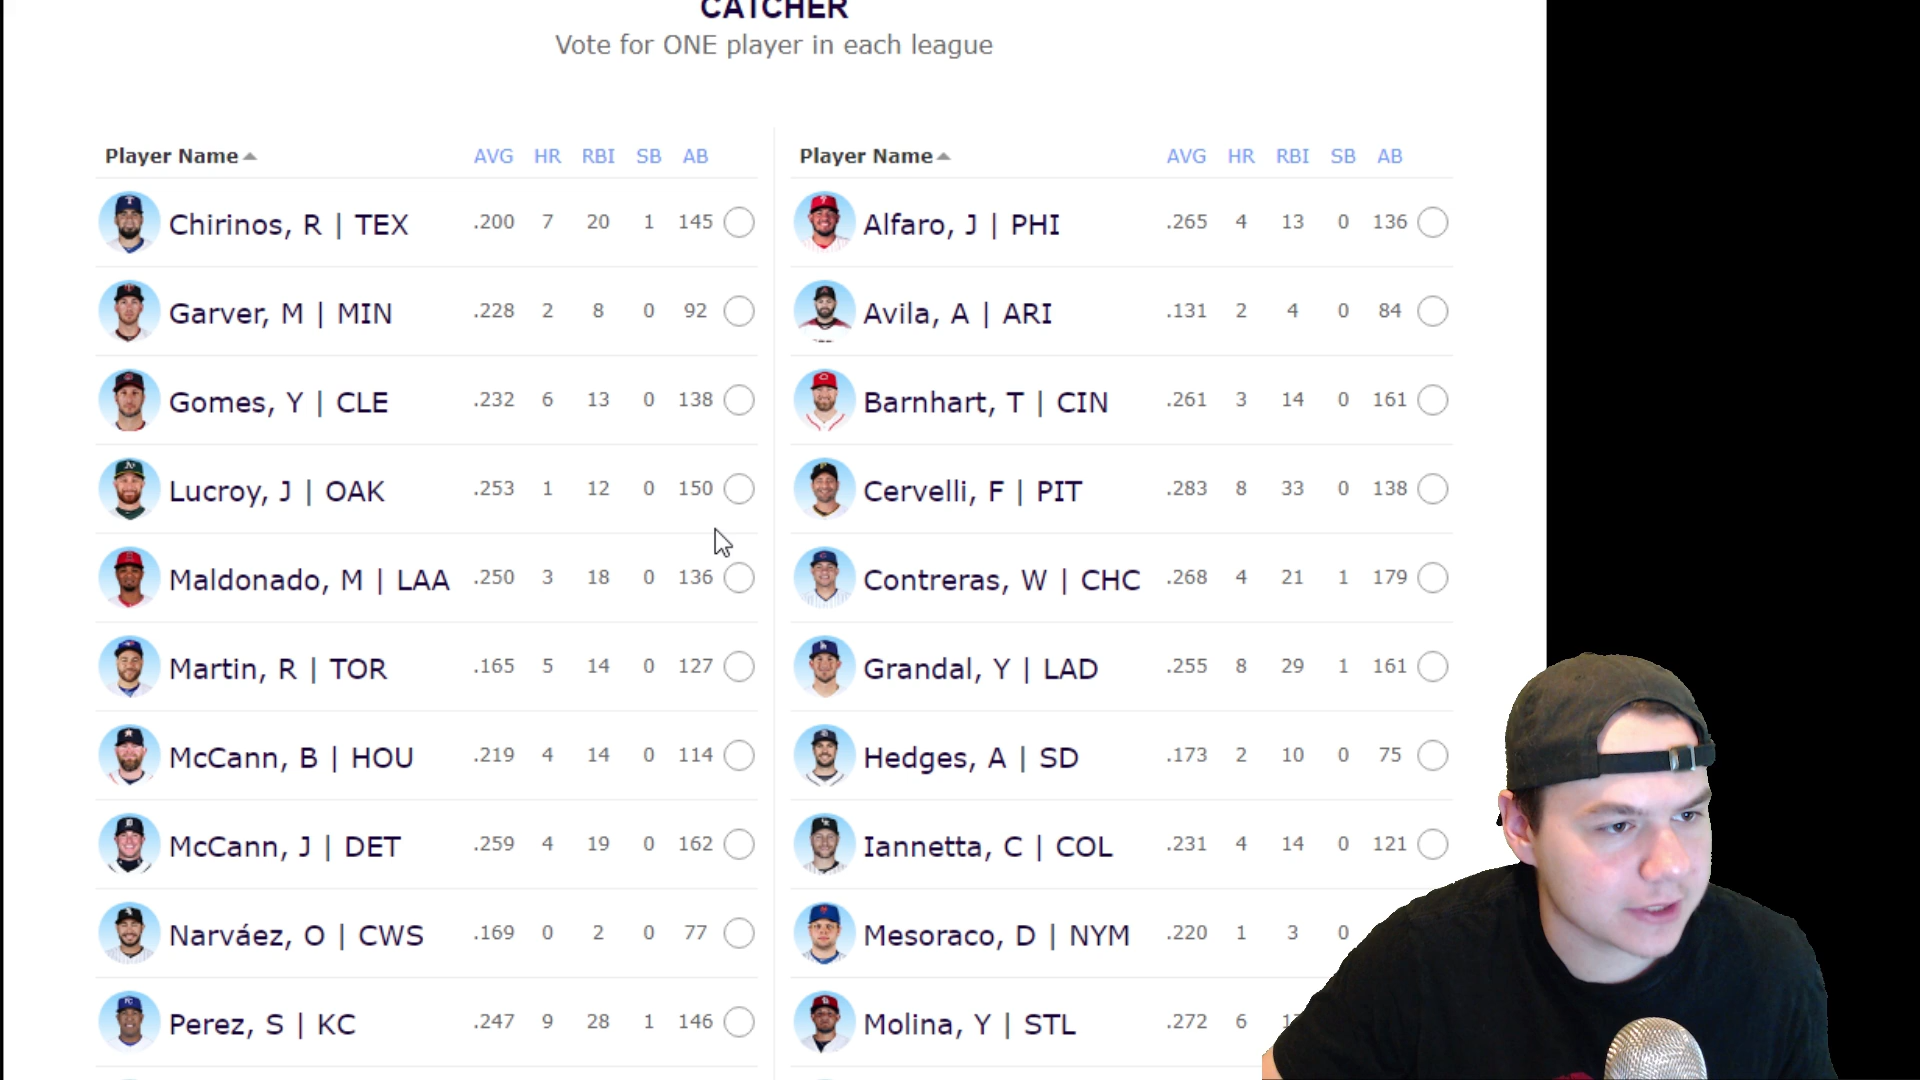 CATCHER
Vote for ONE player in each league
Player Name AVG HR RBI SB AB
Chirinos, R | TEX .200 7 20 1 145
Garver, M | MIN .228 2 8 0 92
Gomes, Y | CLE .232 6 13 0 138
Lucroy, J | OAK .253 1 12 0 150
Maldonado, M | LAA .250 3 18 0 136
Martin, R | TOR .165 5 14 0 127
McCann, B | HOU .219 4 14 0 114
McCann, J | DET .259 4 19 0 162
Narváez, O | CWS .169 0 2 0 77
Perez, S | KC .247 9 28 1 146
Player Name AVG HR RBI SB AB
Alfaro, J | PHI .265 4 13 0 136
Avila, A | ARI .131 2 4 0 84
Barnhart, T | CIN .261 3 14 0 161
Cervelli, F | PIT .283 8 33 0 138
Contreras, W | CHC .268 4 21 1 179
Grandal, Y | LAD .255 8 29 1 161
Hedges, A | SD .173 2 10 0 75
Iannetta, C | COL .231 4 14 0 121
Mesoraco, D | NYM .220 1 3 0
Molina, Y | STL .272 6